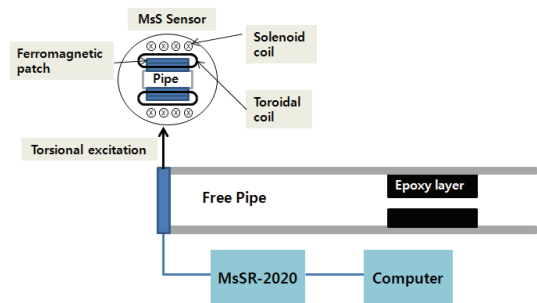 MsS Sensor
Solenoid
coil
Ferromagnetic
patch
Pipe
Toroidal
coil
Torsional excitation
Free Pipe
Epoxy layer
MsSR-2020
Computer